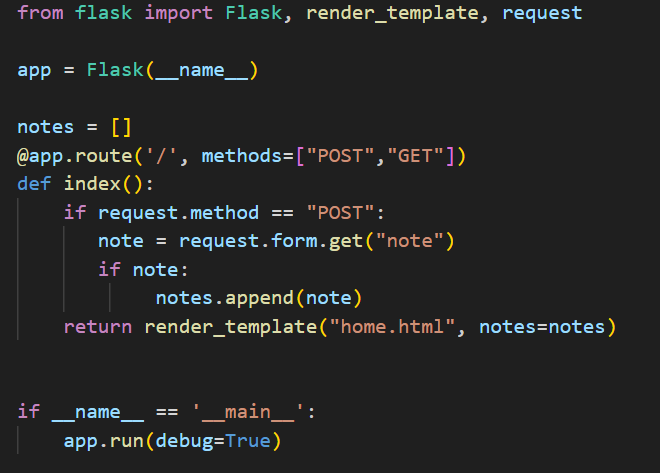 from flask import Flask, render_template, request
app = Flask(__name__)
notes = []
@app.route('/', methods=["POST","GET"])
def index():
    if request.method == "POST":
       note = request.form.get("note")
       if note:
            notes.append(note)
    return render_template("home.html", notes=notes)
if __name__ == '__main__':
    app.run(debug=True)